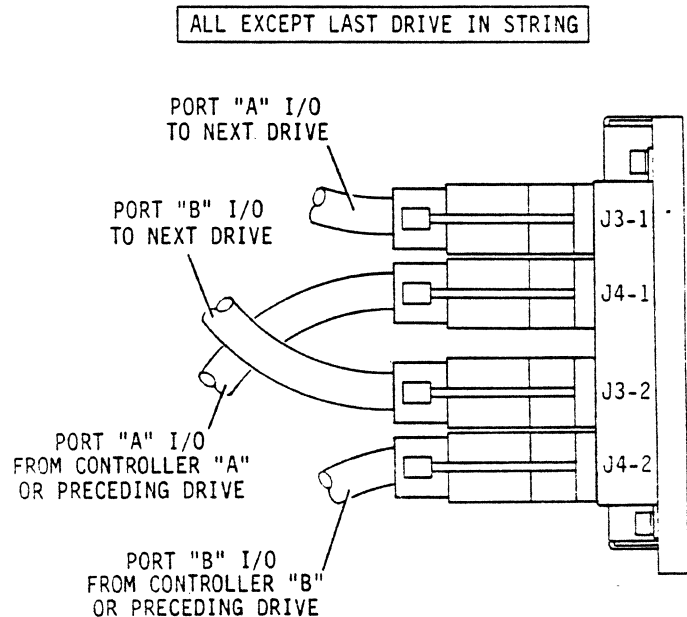 ALL EXCEPT LAST DRIVE IN STRING
PORT "A" I/O
TO NEXT DRIVE
PORT "B" I/O
TO NEXT DRIVE
J3-1
J4-1
J3-2
J4-2
PORT "A" I/O
FROM CONTROLLER "A"
OR PRECEDING DRIVE
PORT "B" I/O
FROM CONTROLLER "B"
OR PRECEDING DRIVE